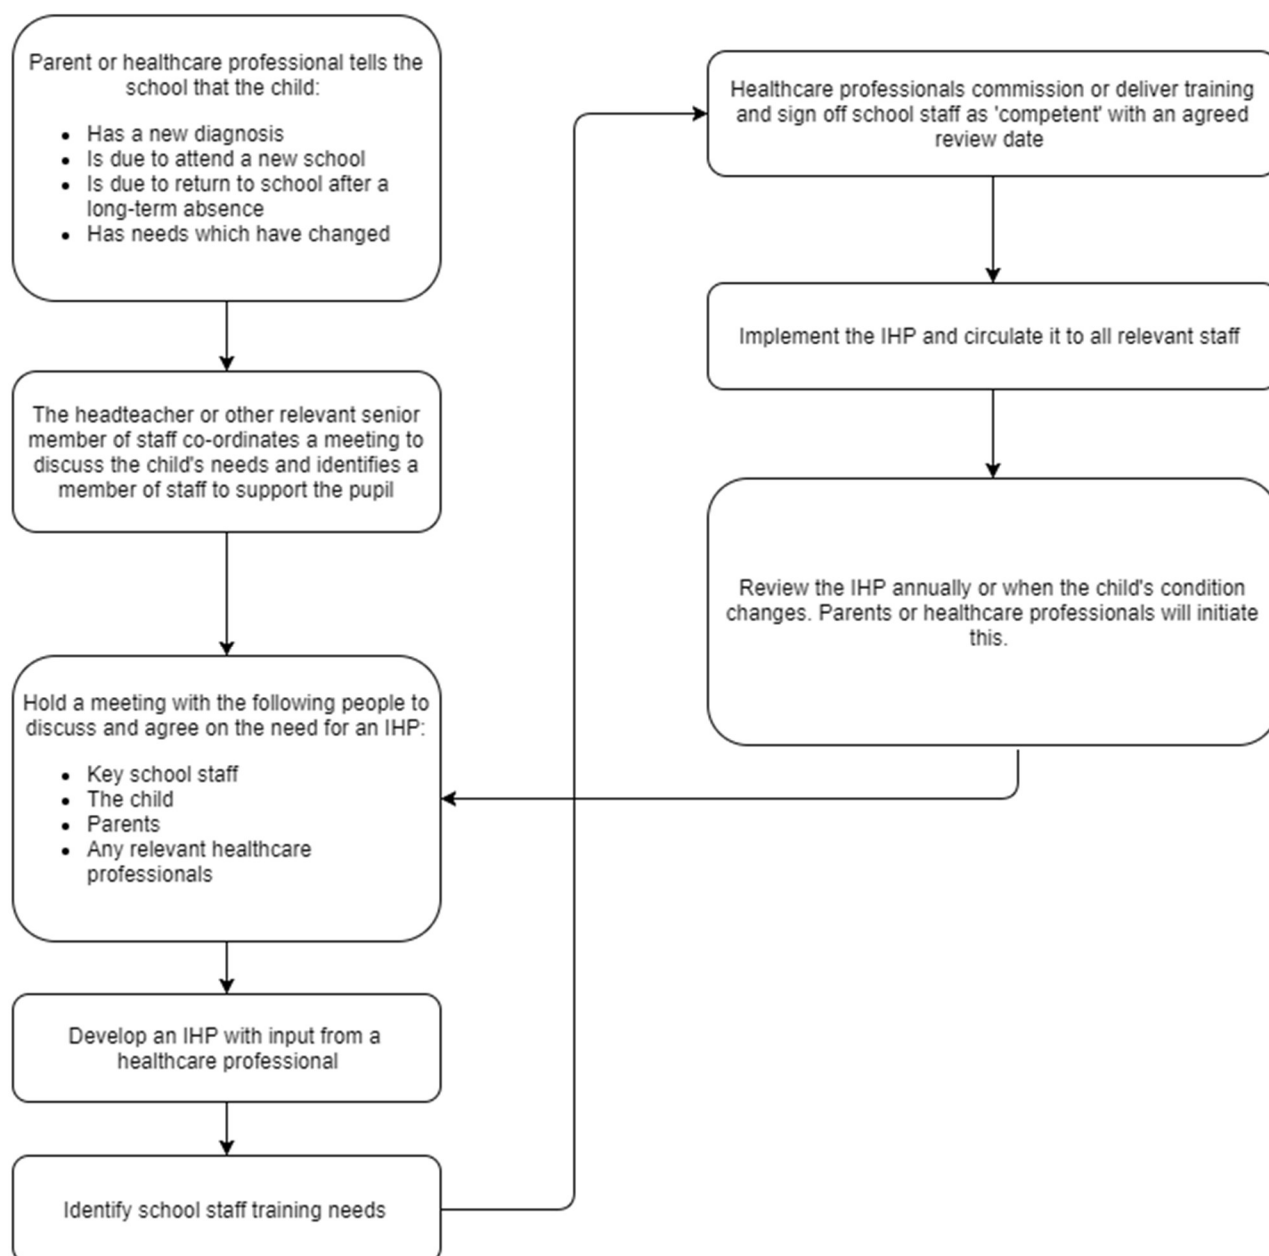 Parent or healthcare professional tells the
school that the child:
• Has a new diagnosis
• Is due to attend a new school
• Is due to return to school after a
long-term absence
• Has needs which have changed
The headteacher or other relevant senior
member of staff co-ordinates a meeting to
discuss the child's needs and identifies a
member of staff to support the pupil
Hold a meeting with the following people to
discuss and agree on the need for an IHP:
• Key school staff
• The child
• Parents
• Any relevant healthcare
professionals
Develop an IHP with input from a
healthcare professional
Identify school staff training needs
Healthcare professionals commission or deliver training
and sign off school staff as 'competent' with an agreed
review date
Implement the IHP and circulate it to all relevant staff
Review the IHP annually or when the child's condition
changes. Parents or healthcare professionals will initiate
this.